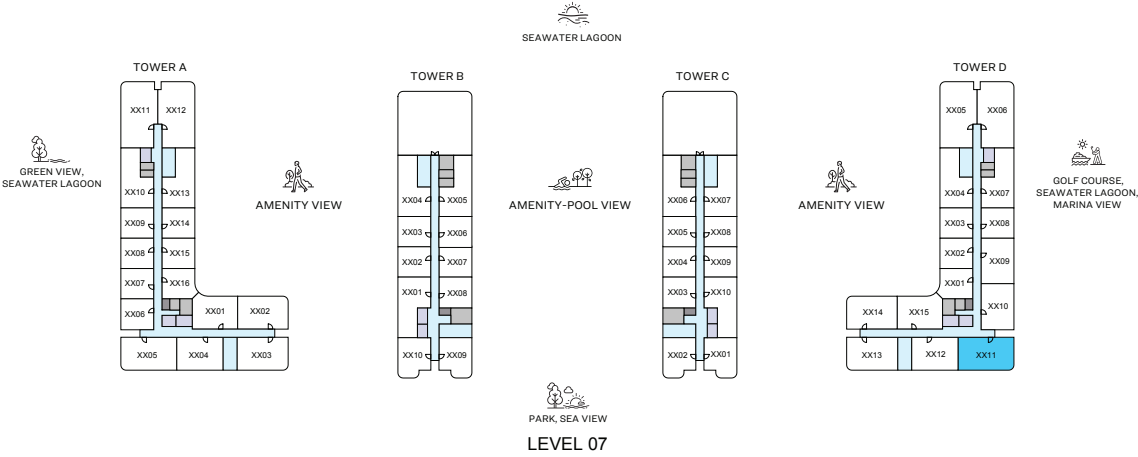 SEAWATER LAGOON
TOWER A
TOWER B
TOWER C
TOWER D
XX11
XX12
XX10
XX13
XX09
XX14
XX08
XX15
XX07
XX16
XX06
XX01
XX02
XX05
XX04
XX03
XX04
XX05
XX03
XX06
XX02
XX07
XX01
XX08
XX10
XX09
XX06
XX07
XX05
XX08
XX04
XX09
XX03
XX10
XX02
XX01
XX05
XX06
XX04
XX07
XX03
XX08
XX02
XX09
XX01
XX10
XX14
XX15
XX13
XX12
XX11
GREEN VIEW,
SEAWATER LAGOON
AMENITY VIEW
AMENITY-POOL VIEW
AMENITY VIEW
GOLF COURSE,
SEAWATER LAGOON,
MARINA VIEW
PARK, SEA VIEW
LEVEL 07